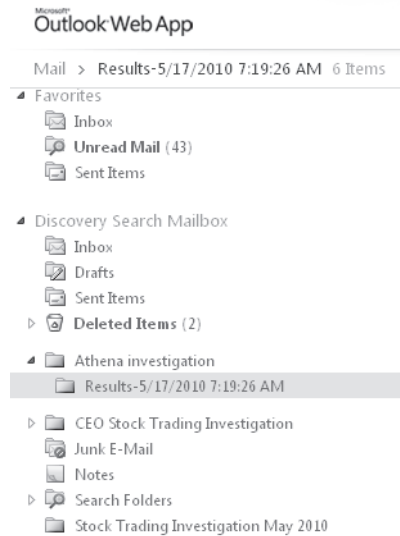 Microsoft®
Outlook Web App
Mail > Results-5/17/2010 7:19:26 AM 6 Items
Favorites
Inbox
Unread Mail (43)
Sent Items
Discovery Search Mailbox
Inbox
Drafts
Sent Items
Deleted Items (2)
Athena investigation
Results-5/17/2010 7:19:26 AM
CEO Stock Trading Investigation
Junk E-Mail
Notes
Search Folders
Stock Trading Investigation May 2010